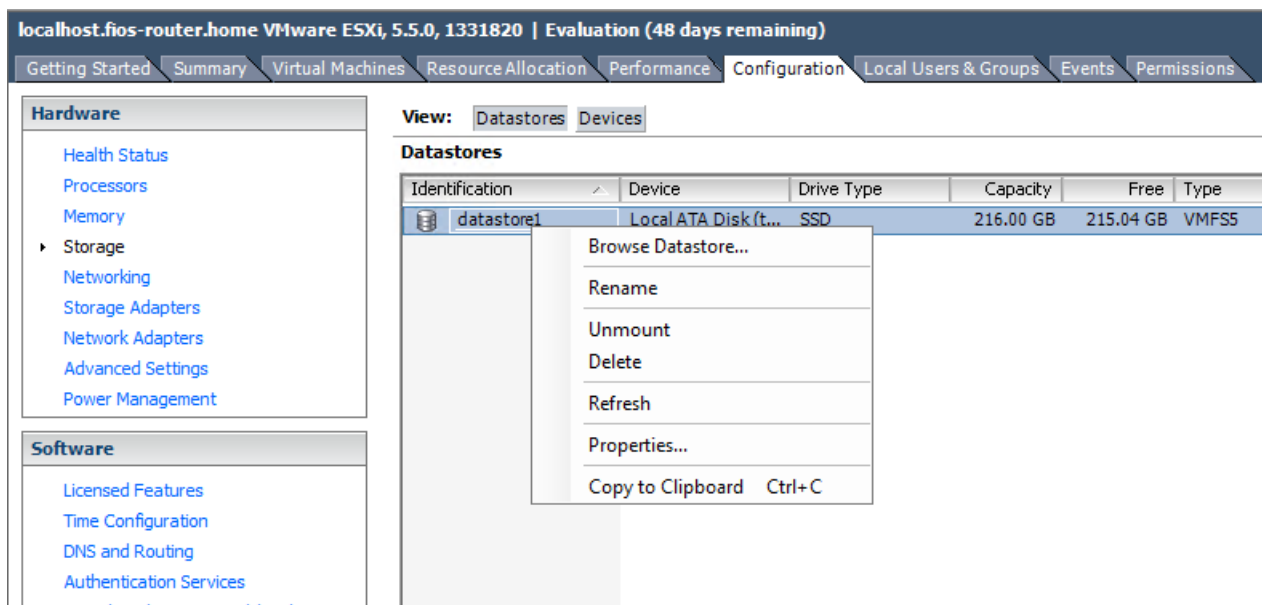 localhost.fios-router.home VMware ESXi, 5.5.0, 1331820 | Evaluation (48 days remaining)
Getting Started Summary Virtual Machines Resource Allocation Performance Configuration Local Users & Groups Events Permissions
Hardware
Health Status
Processors
Memory
Storage
Networking
Storage Adapters
Network Adapters
Advanced Settings
Power Management
Software
Licensed Features
Time Configuration
DNS and Routing
Authentication Services
View: Datastores Devices
Datastores
Identification Device Drive Type Capacity Free Type
datastore1 Local ATA Disk (t... SSD 216.00 GB 215.04 GB VMFS5
Browse Datastore...
Rename
Unmount
Delete
Refresh
Properties...
Copy to Clipboard Ctrl+C